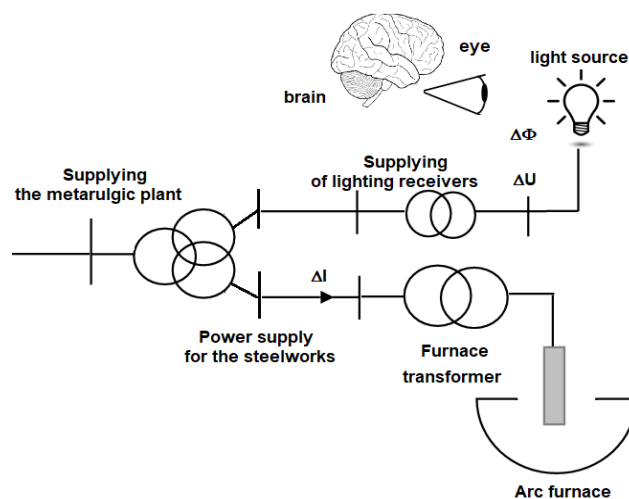 eye
light source
brain
ΔΦ
Supplying
the metarulgic plant
Supplying
of lighting receivers
ΔU
ΔI
Power supply
for the steelworks
Furnace
transformer
Arc furnace